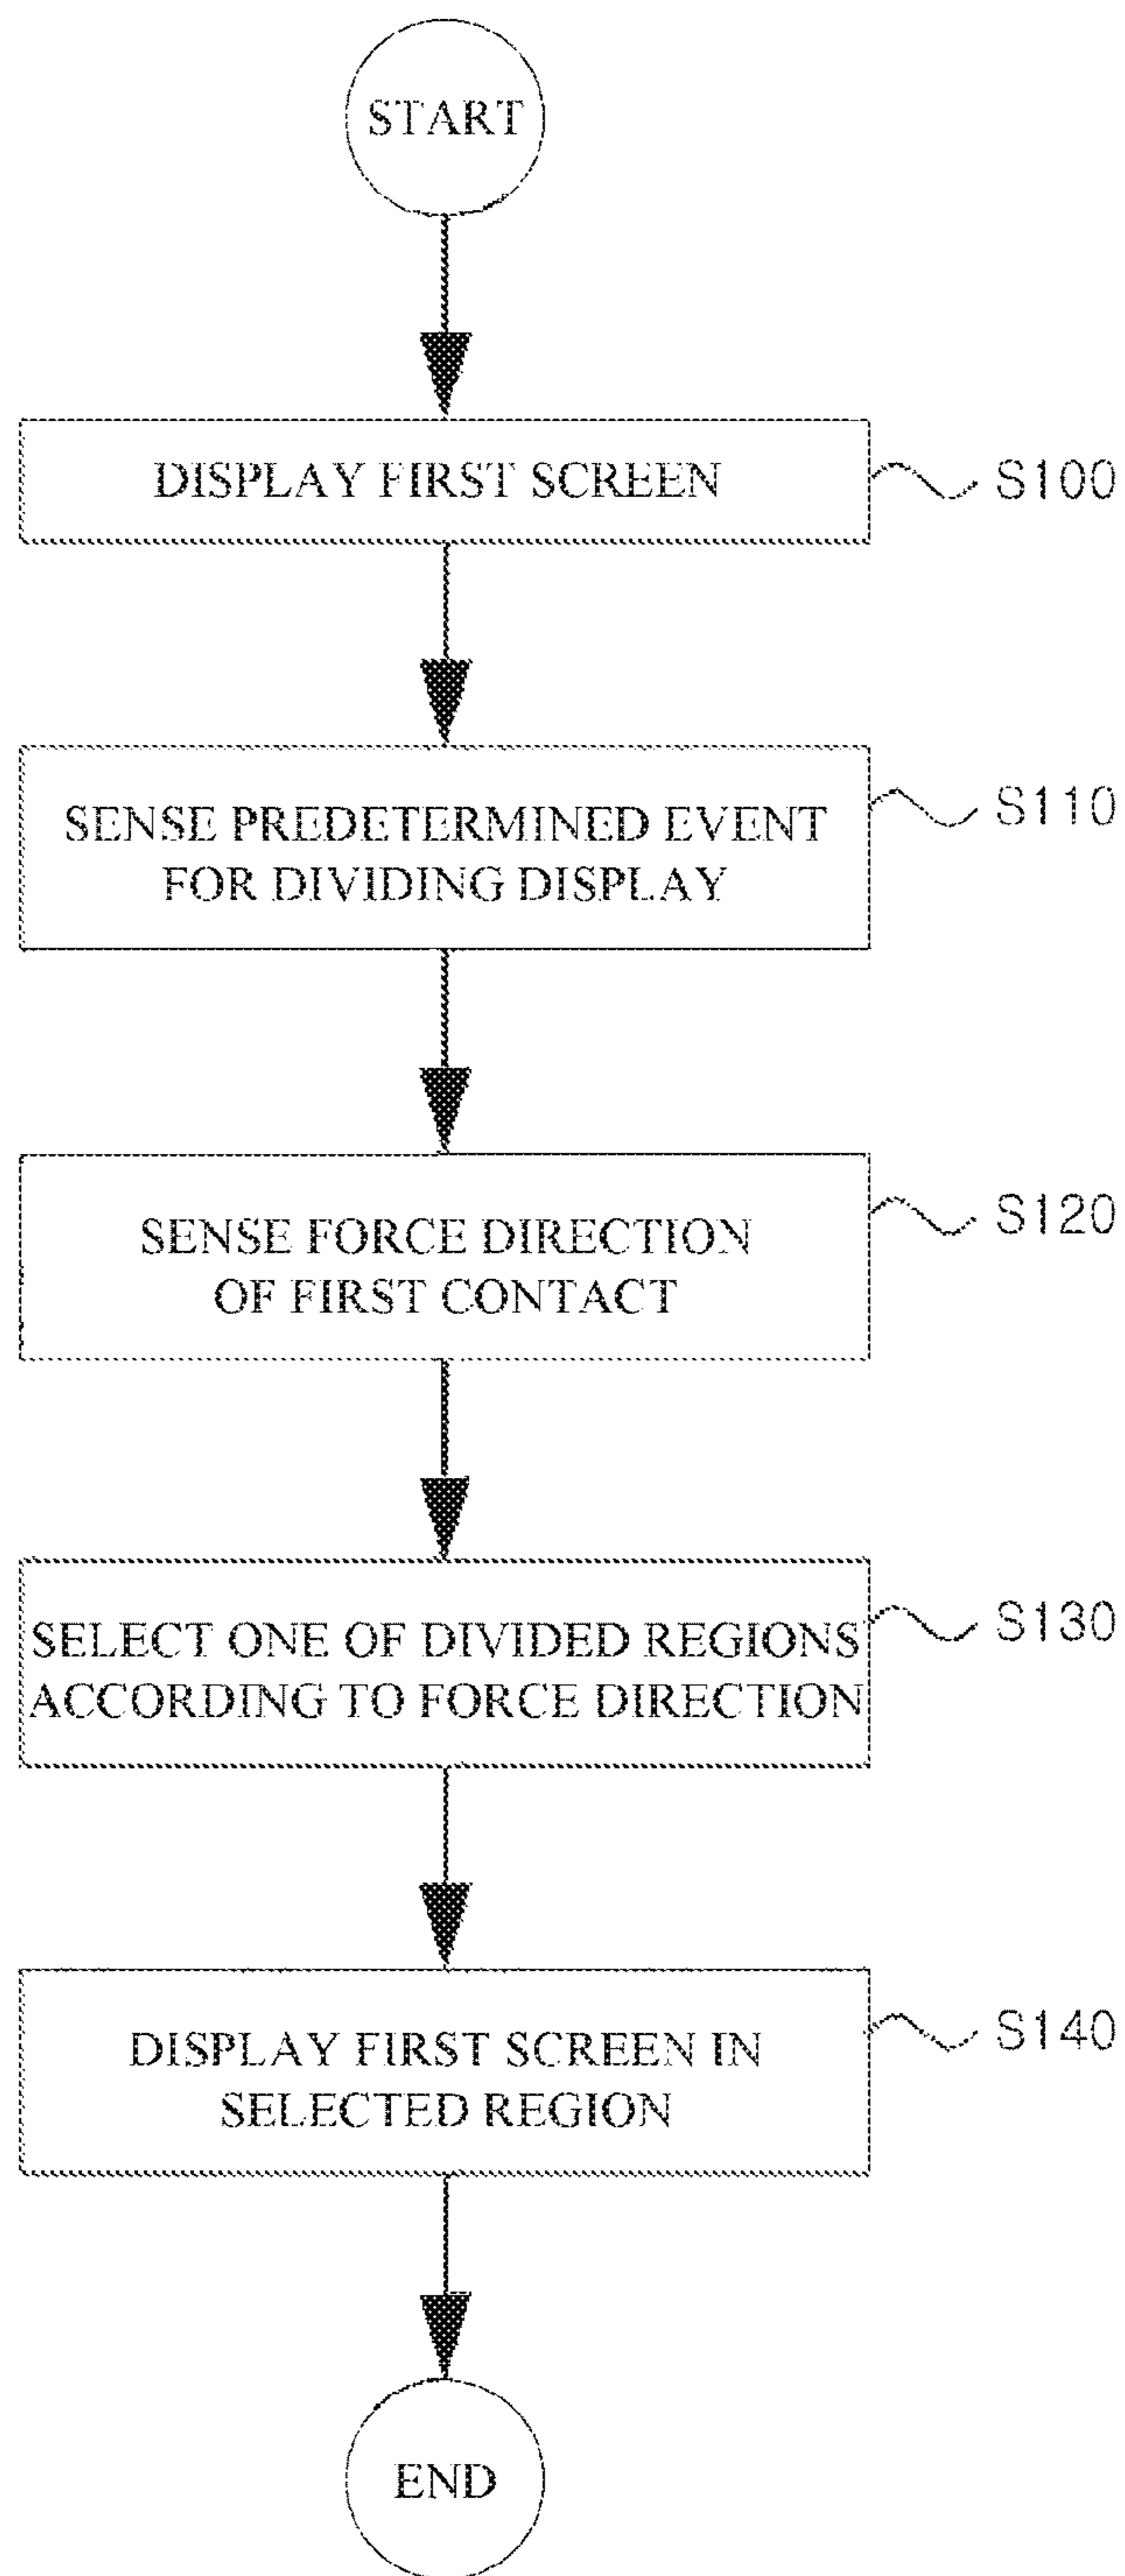 START
DISPLAY FIRST SCREEN
S100
SENSE PREDETERMINED EVENT
FOR DIVIDING DISPLAY
S110
SENSE FORCE DIRECTION
OF FIRST CONTACT
S120
SELECT ONE OF DIVIDED REGIONS
ACCORDING TO FORCE DIRECTION
S130
DISPLAY FIRST SCREEN IN
SELECTED REGION
S140
END